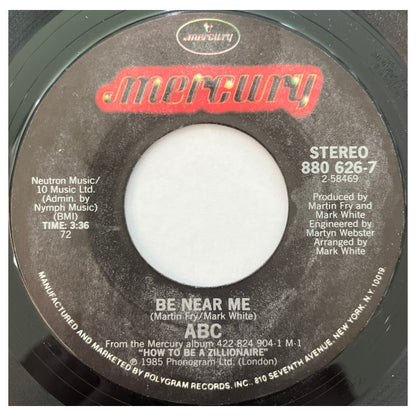 mercury
mercury
STEREO
880 626-7
2-58469
Neutron Music/
10 Music Ltd.
(Admin. by
Nymph Music)
(BMI)
TIME: 3:36
72
Produced by
Martin Fry and
Mark White
Engineered by
Martyn Webster
Arranged by
Mark White
BE NEAR ME
(Martin Fry/Mark White)
ABC
From the Mercury album 422-824 904-1 M-1
"HOW TO BE A ZILLIONAIRE"
℗ 1985 Phonogram Ltd. (London)
MANUFACTURED AND MARKETED BY POLYGRAM RECORDS, INC. 810 SEVENTH AVENUE, NEW YORK, N.Y. 10019